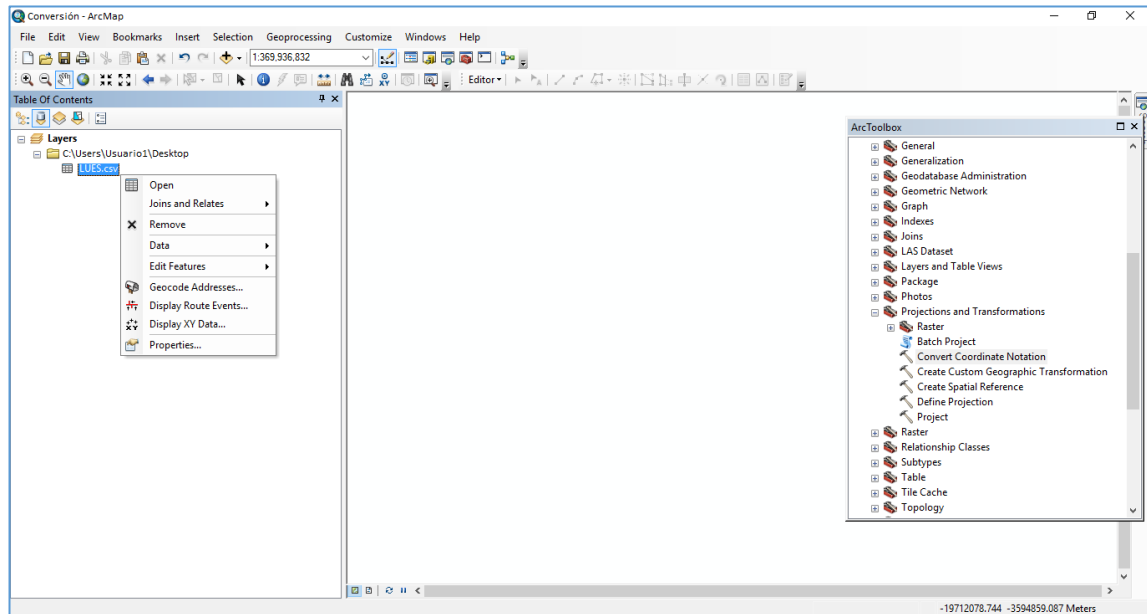 Conversión - ArcMap
File Edit View Bookmarks Insert Selection Geoprocessing Customize Windows Help
1:369,936,832
Editor
Table Of Contents
Layers
C:\Users\Usuario1\Desktop
LUES.csv
Open
Joins and Relates
Remove
Data
Edit Features
Geocode Addresses...
Display Route Events...
Display XY Data...
Properties...
ArcToolbox
General
Generalization
Geodatabase Administration
Geometric Network
Graph
Indexes
Joins
LAS Dataset
Layers and Table Views
Package
Photos
Projections and Transformations
Raster
Batch Project
Convert Coordinate Notation
Create Custom Geographic Transformation
Create Spatial Reference
Define Projection
Project
Raster
Relationship Classes
Subtypes
Table
Tile Cache
Topology
-19712078.744 -3594859.087 Meters